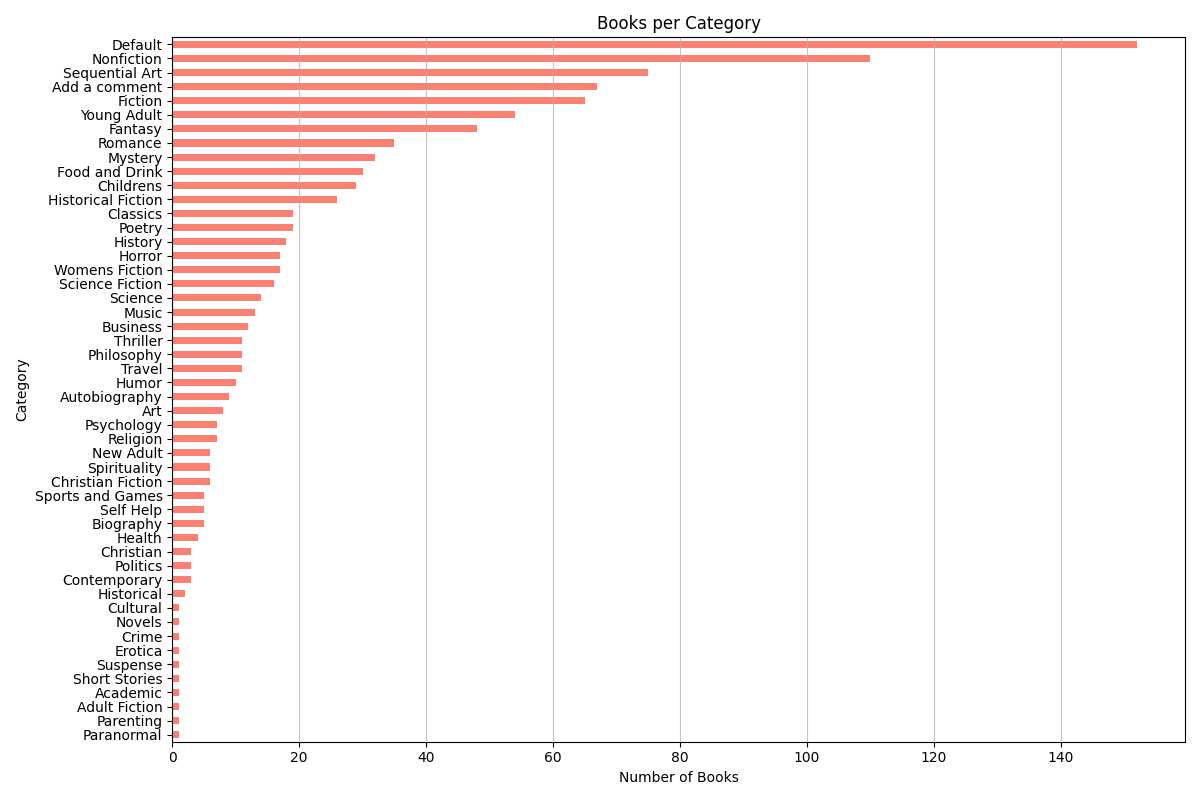 Books per Category
Default
Nonfiction
Sequential Art
Add a comment
Fiction
Young Adult
Fantasy
Romance
Mystery
Food and Drink
Childrens
Historical Fiction
Classics
Poetry
History
Horror
Womens Fiction
Science Fiction
Science
Music
Business
Thriller
Philosophy
Travel
Humor
Autobiography
Art
Psychology
Religion
New Adult
Spirituality
Christian Fiction
Sports and Games
Self Help
Biography
Health
Christian
Politics
Contemporary
Historical
Cultural
Novels
Crime
Erotica
Suspense
Short Stories
Academic
Adult Fiction
Parenting
Paranormal
Category
0 20 40 60 80 100 120 140
Number of Books